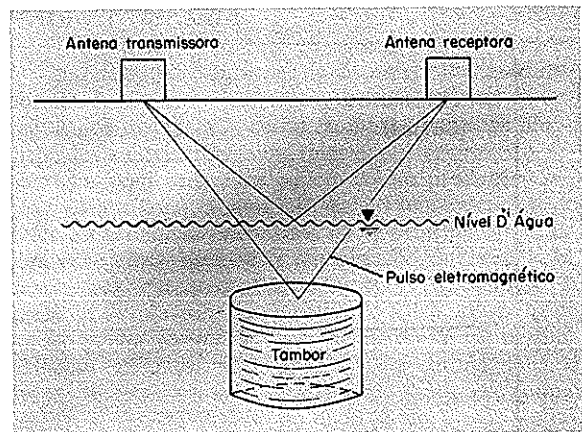 Antena transmissora
Antena receptora
Nível D'Água
Pulso eletromagnético
Tambor